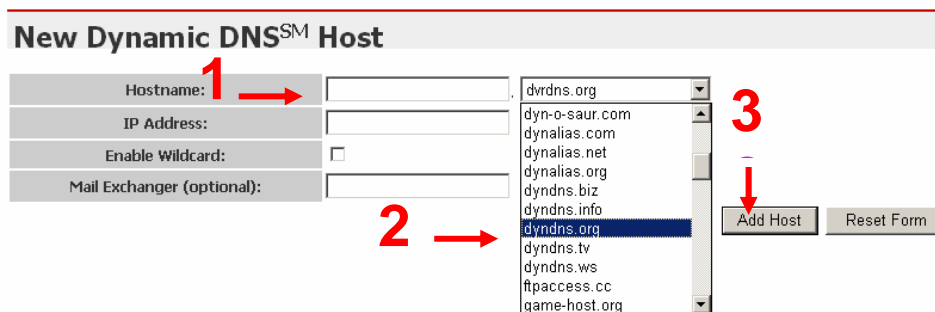 New Dynamic DNS℠ Host
1
Hostname:
. dvrdns.org
IP Address:
Enable Wildcard:
Mail Exchanger (optional):
dyn-o-saur.com
dynalias.com
dynalias.net
dynalias.org
dyndns.biz
dyndns.info
dyndns.org
dyndns.tv
dyndns.ws
ftpaccess.cc
game-host.org
2
3
Add Host
Reset Form